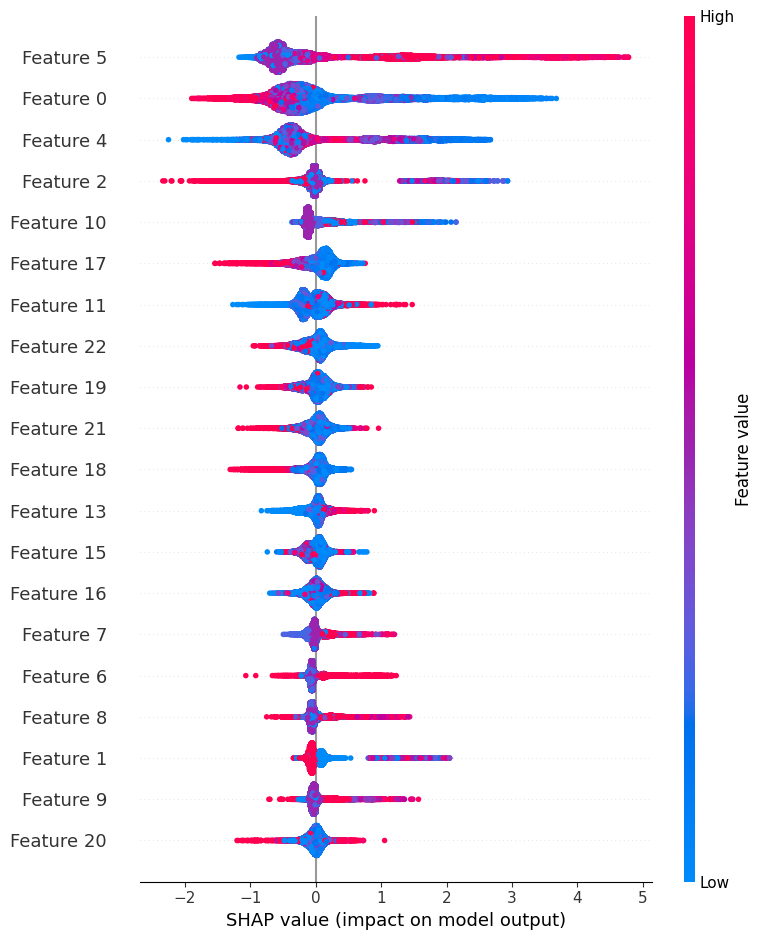 High
Feature 5
Feature 0
Feature 4
Feature 2
Feature 10
Feature 17
Feature 11
Feature 22
Feature 19
Feature 21
Feature 18
Feature 13
Feature 15
Feature 16
Feature 7
Feature 6
Feature 8
Feature 1
Feature 9
Feature 20
Feature value
Low
−2 −1 0 1 2 3 4 5
SHAP value (impact on model output)